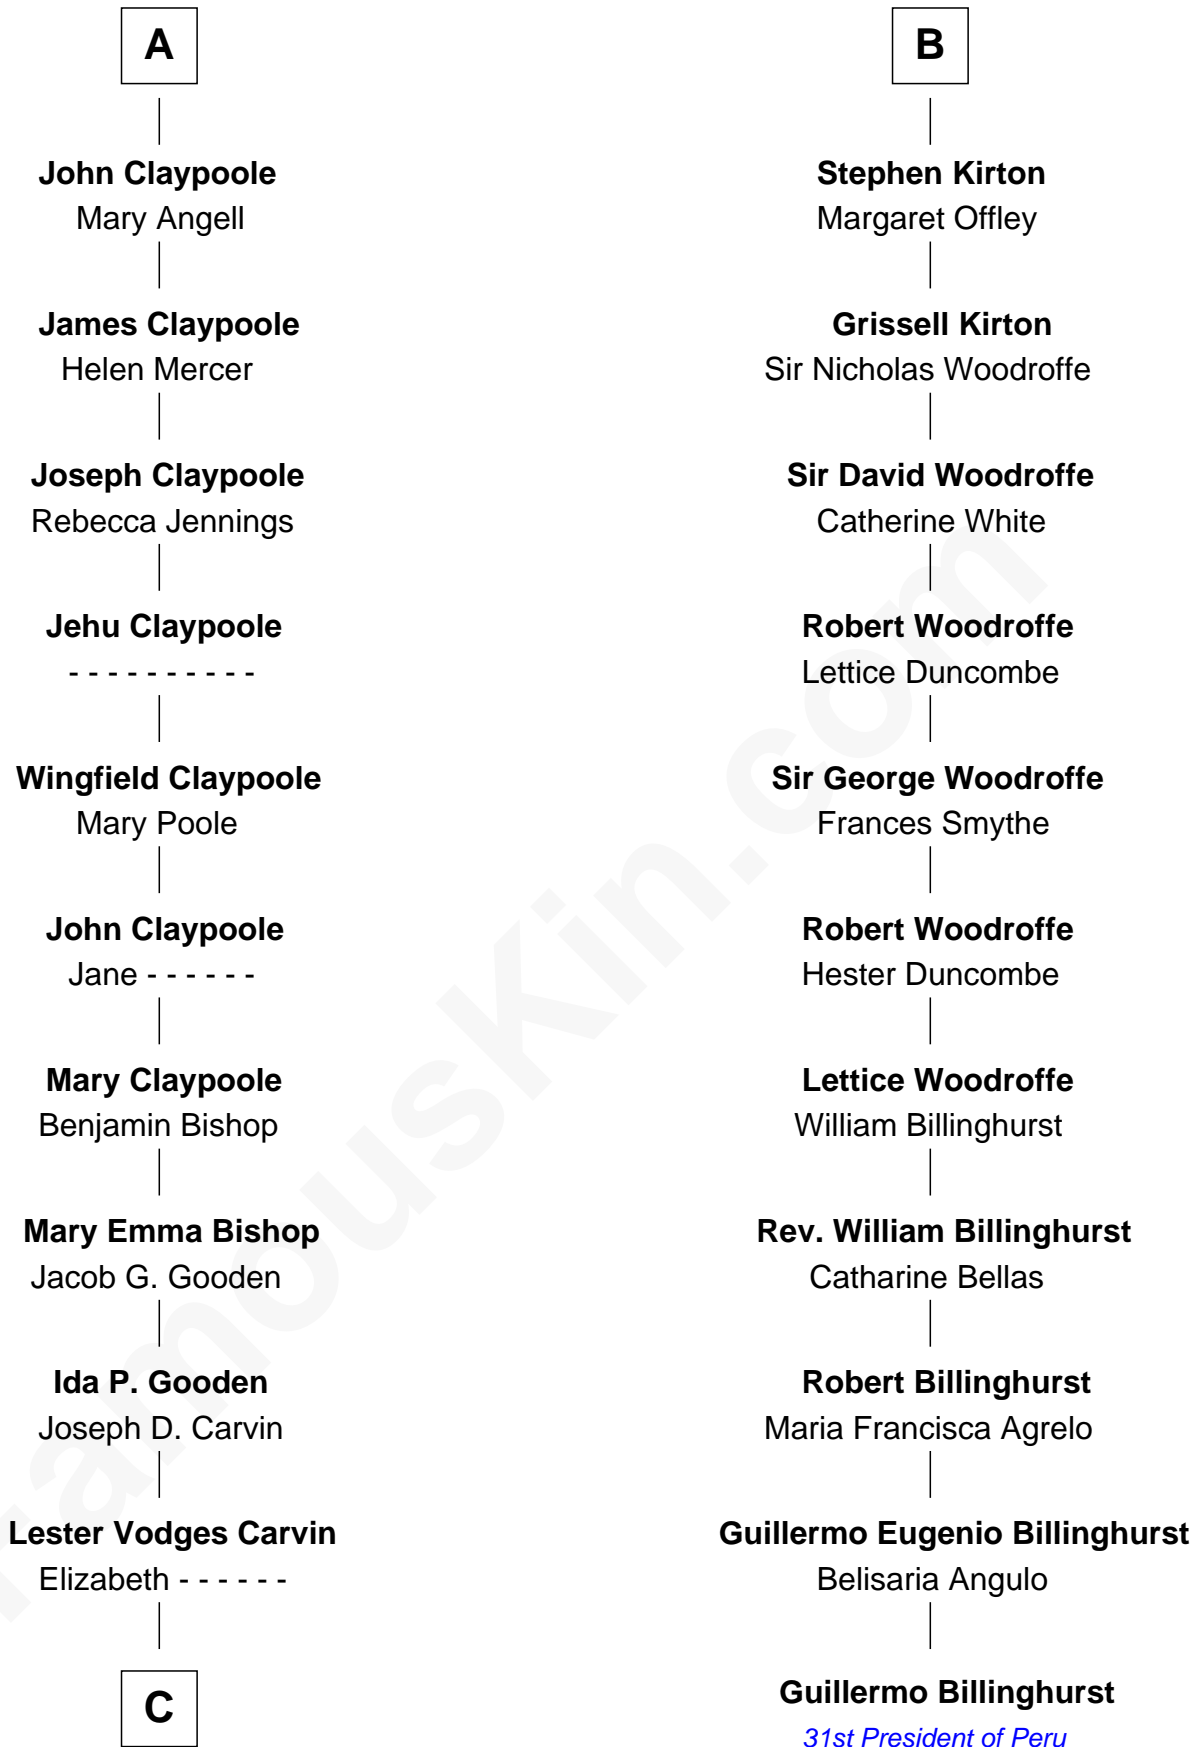 A
John Claypoole
Mary Angell
James Claypoole
Helen Mercer
Joseph Claypoole
Rebecca Jennings
Jehu Claypoole
- - - - - - - - - -
Wingfield Claypoole
Mary Poole
John Claypoole
Jane - - - - - -
Mary Claypoole
Benjamin Bishop
Mary Emma Bishop
Jacob G. Gooden
Ida P. Gooden
Joseph D. Carvin
Lester Vodges Carvin
Elizabeth - - - - - -
C
B
Stephen Kirton
Margaret Offley
Grissell Kirton
Sir Nicholas Woodroffe
Sir David Woodroffe
Catherine White
Robert Woodroffe
Lettice Duncombe
Sir George Woodroffe
Frances Smythe
Robert Woodroffe
Hester Duncombe
Lettice Woodroffe
William Billinghurst
Rev. William Billinghurst
Catharine Bellas
Robert Billinghurst
Maria Francisca Agrelo
Guillermo Eugenio Billinghurst
Belisaria Angulo
Guillermo Billinghurst
31st President of Peru
FamousKin.com